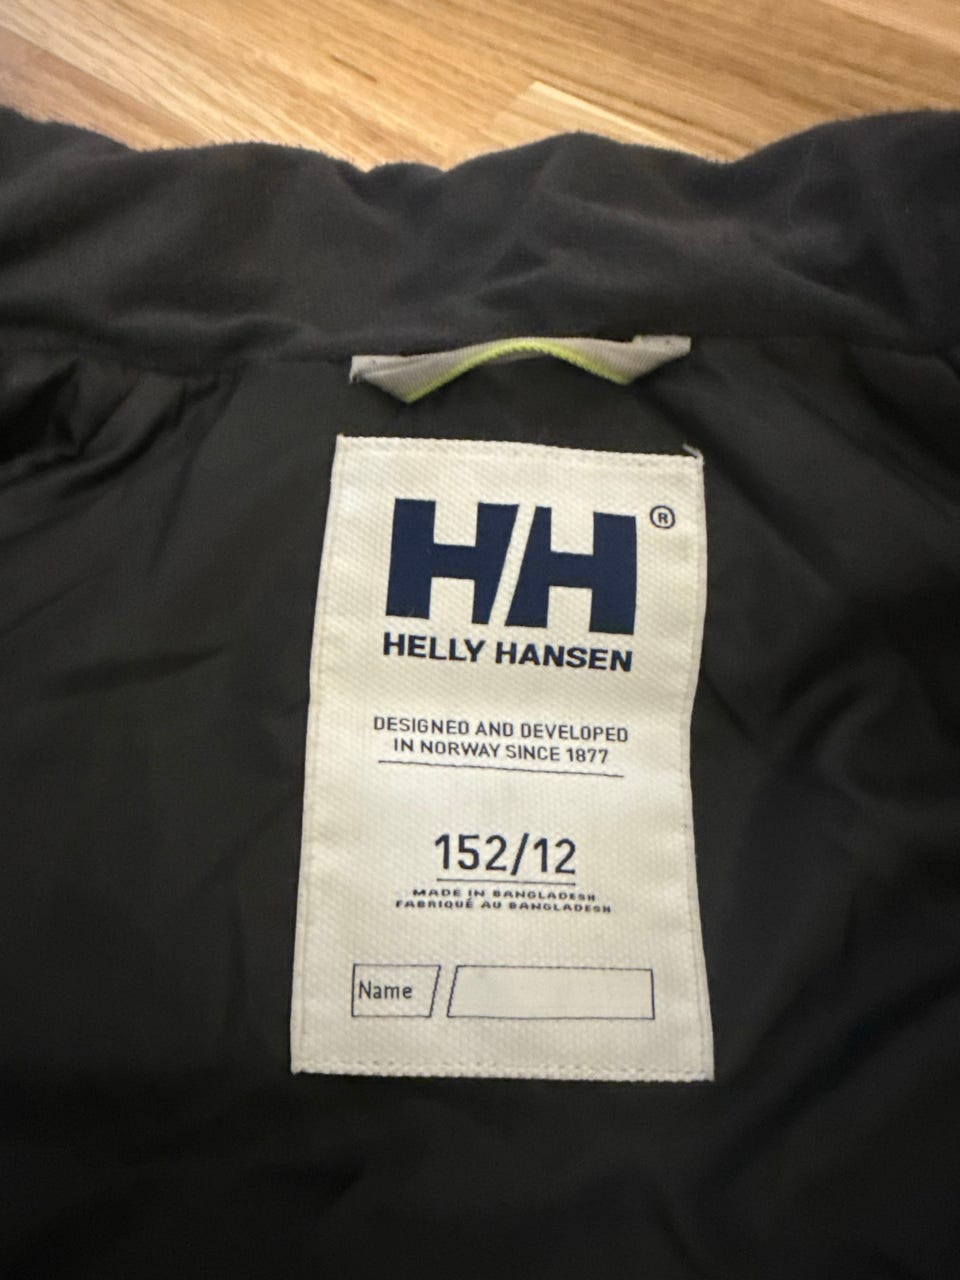 HH®
HELLY HANSEN
DESIGNED AND DEVELOPED
IN NORWAY SINCE 1877
152/12
MADE IN BANGLADESH
FABRIQUÉ AU BANGLADESH
Name